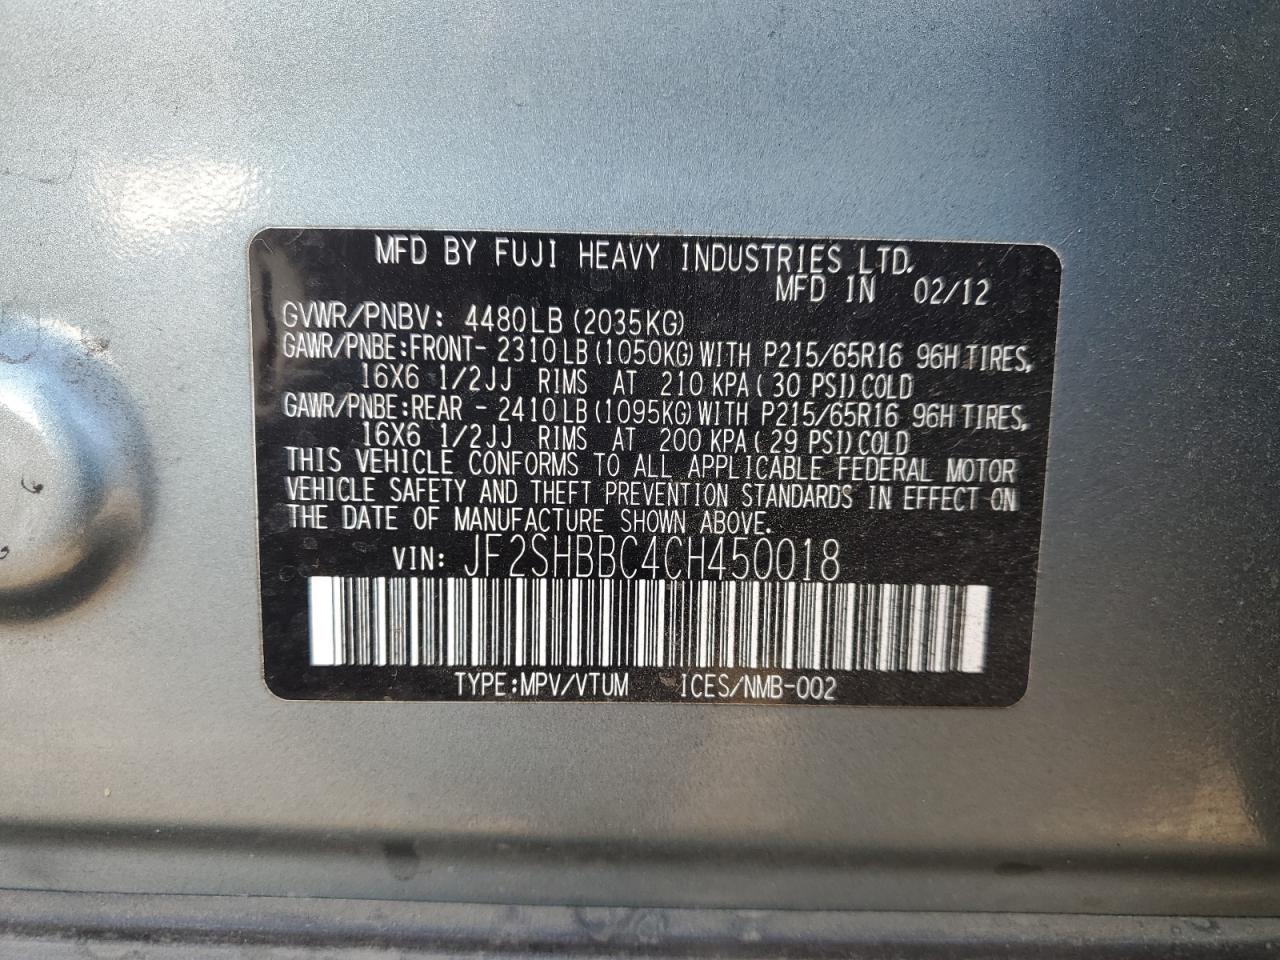 MFD BY FUJI HEAVY INDUSTRIES LTD.
MFD IN 02/12
GVWR/PNBV: 4480LB (2035KG)
GAWR/PNBE:FRONT- 2310LB (1050KG) WITH P215/65R16 96H TIRES,
16X6 1/2JJ RIMS AT 210 KPA ( 30 PSI) COLD
GAWR/PNBE:REAR - 2410LB (1095KG) WITH P215/65R16 96H TIRES,
16X6 1/2JJ RIMS AT 200 KPA ( 29 PSI) COLD
THIS VEHICLE CONFORMS TO ALL APPLICABLE FEDERAL MOTOR
VEHICLE SAFETY AND THEFT PREVENTION STANDARDS IN EFFECT ON
THE DATE OF MANUFACTURE SHOWN ABOVE.
VIN: JF2SHBBC4CH450018
TYPE:MPV/VTUM ICES/NMB-002